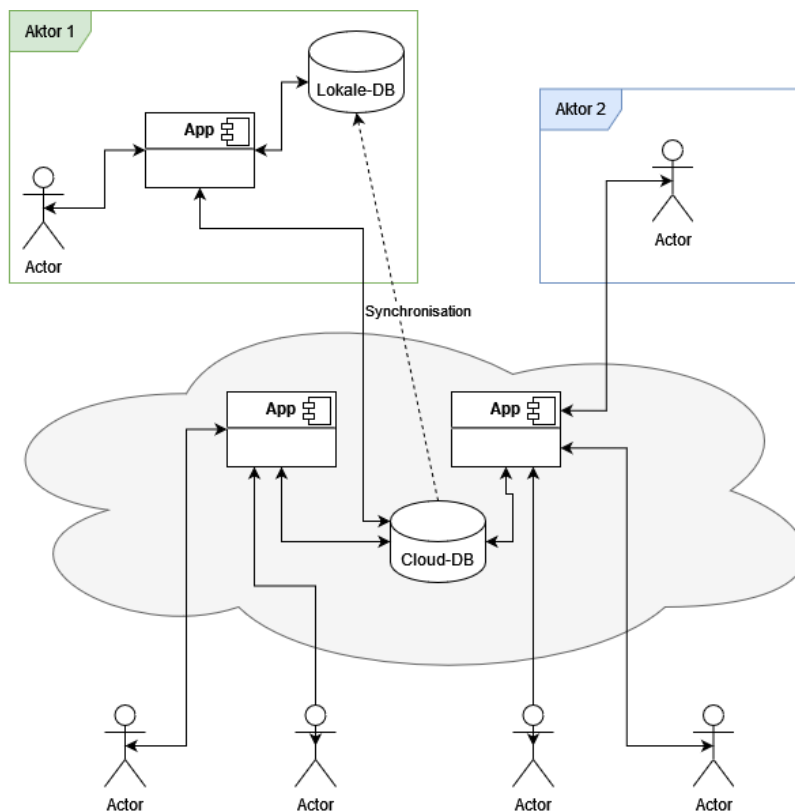 Aktor 1
Lokale-DB
App
Actor
Aktor 2
Actor
Synchronisation
App
App
Cloud-DB
Actor
Actor
Actor
Actor